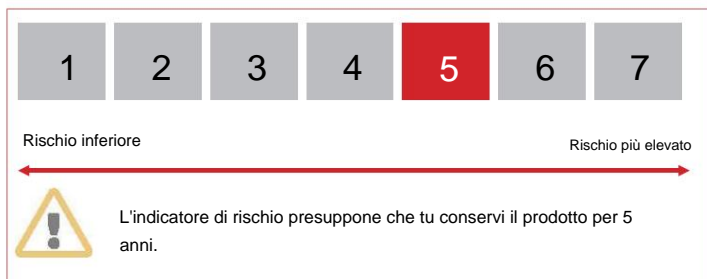 1 2 3 4 5 6 7
Rischio inferiore Rischio più elevato
L'indicatore di rischio presuppone che tu conservi il prodotto per 5
anni.